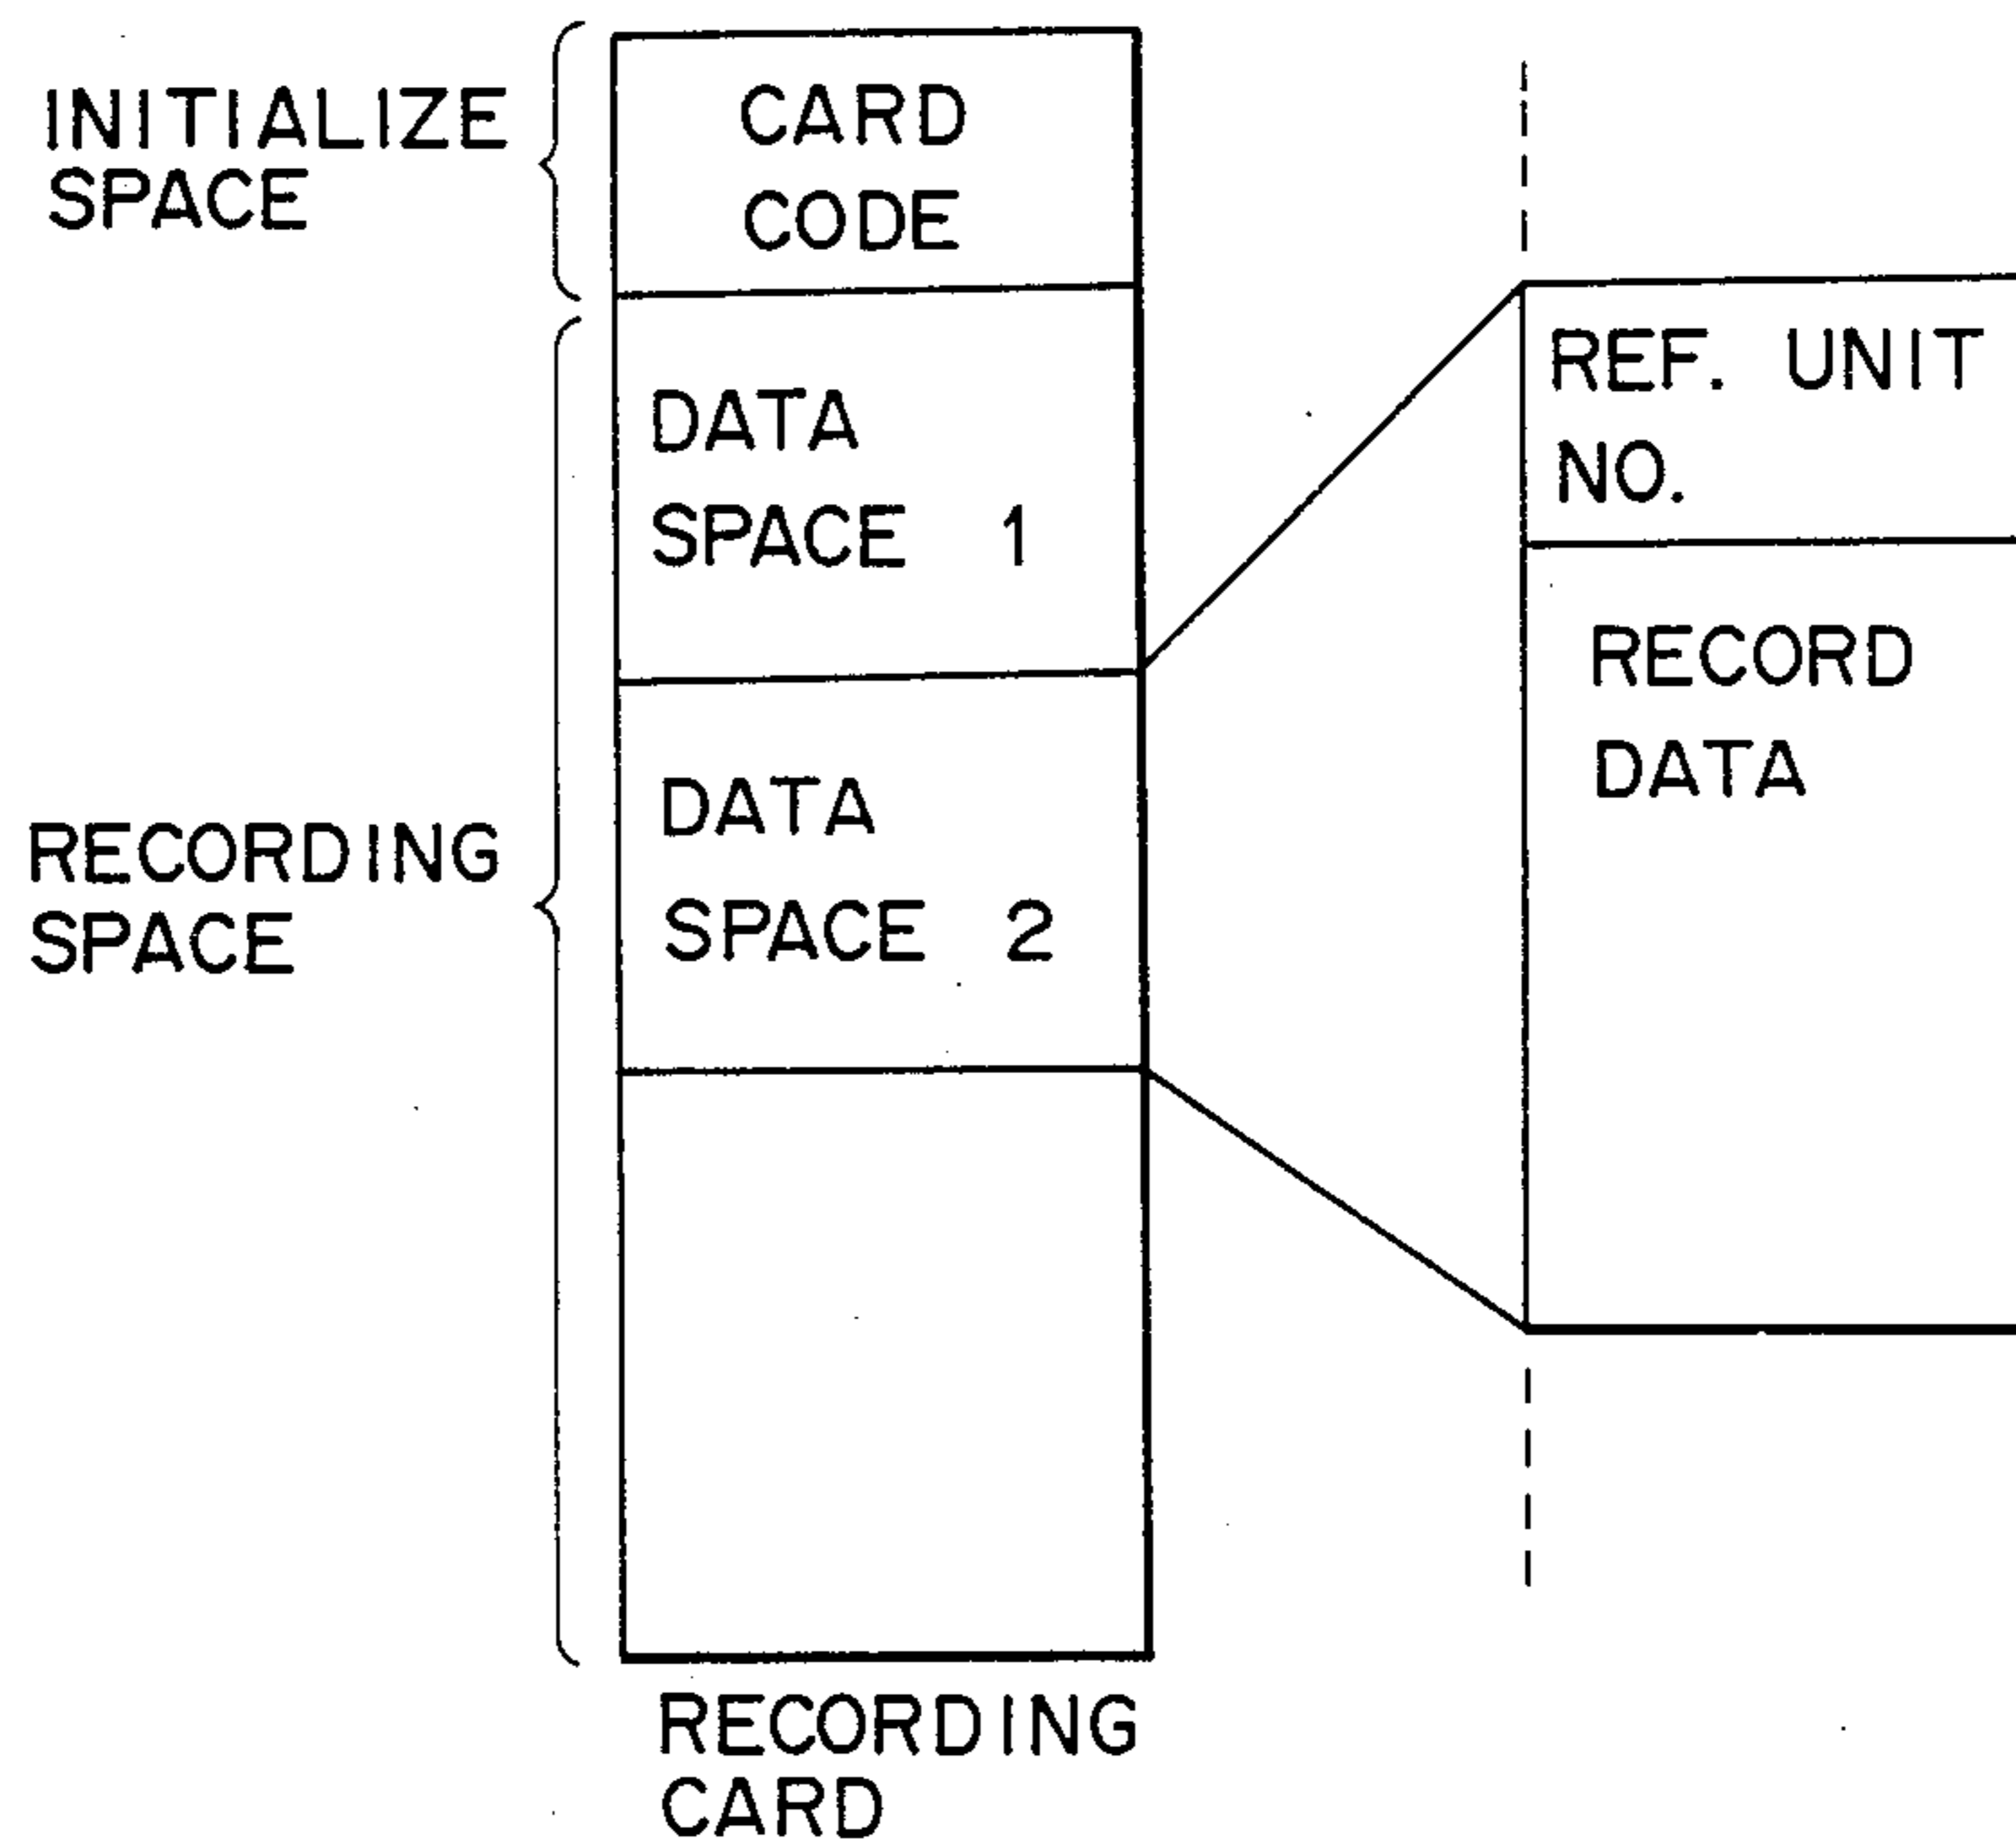 INITIALIZE
SPACE
CARD
CODE
DATA
SPACE 1
REF. UNIT
NO.
RECORD
DATA
DATA
SPACE 2
RECORDING
SPACE
RECORDING
CARD